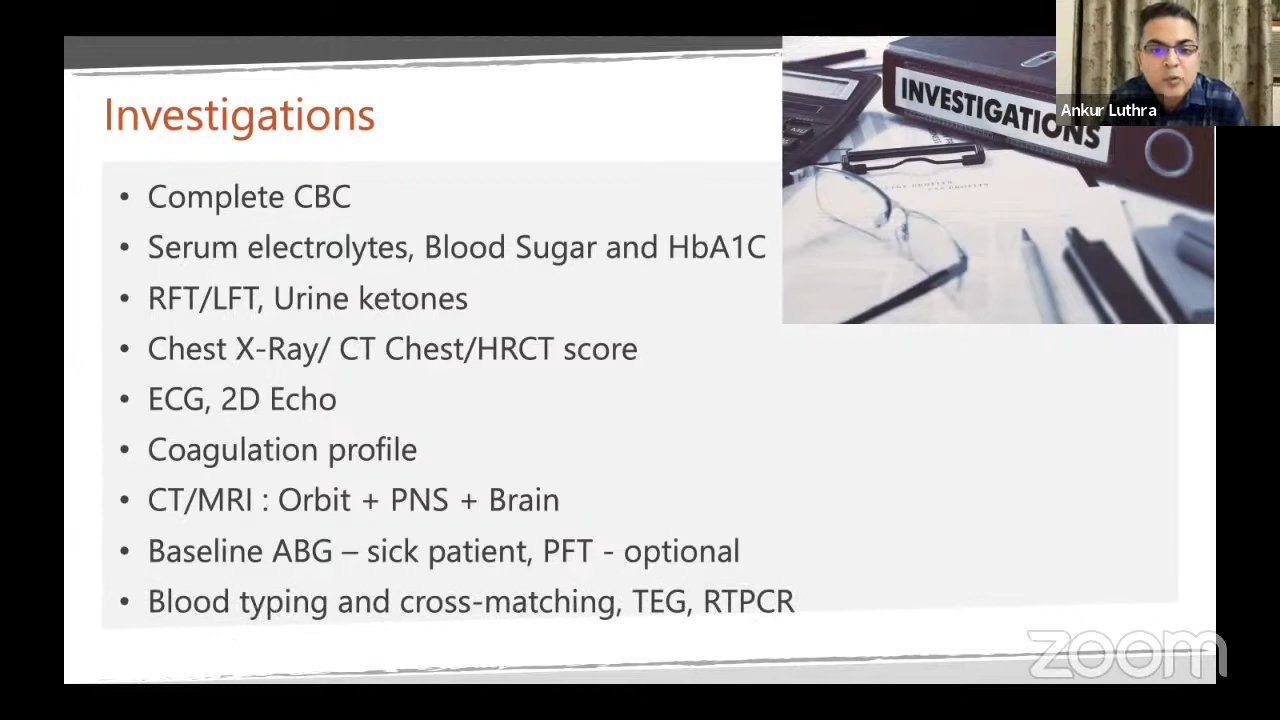 Investigations
INVESTIGATIONS
Ankur Luthra
• Complete CBC
• Serum electrolytes, Blood Sugar and HbA1C
• RFT/LFT, Urine ketones
• Chest X-Ray/ CT Chest/HRCT score
• ECG, 2D Echo
• Coagulation profile
• CT/MRI : Orbit + PNS + Brain
• Baseline ABG – sick patient, PFT - optional
• Blood typing and cross-matching, TEG, RTPCR
zoom